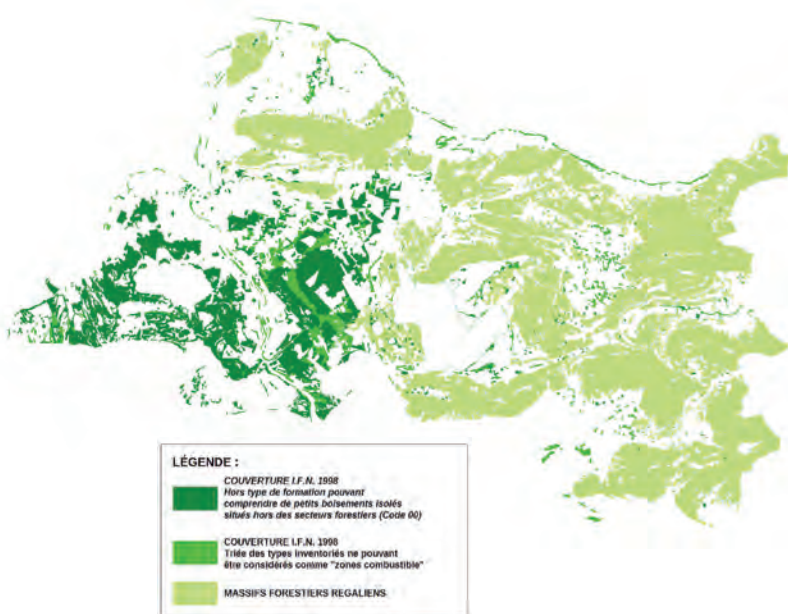 LÉGENDE :
COUVERTURE I.F.N. 1998
Hors type de formation pouvant
comprendre de petits boisements isolés
situés hors des secteurs forestiers (Code 00)
COUVERTURE I.F.N. 1998
Triée des types inventoriés ne pouvant
être considérés comme "zones combustible"
MASSIFS FORESTIERS REGALIENS